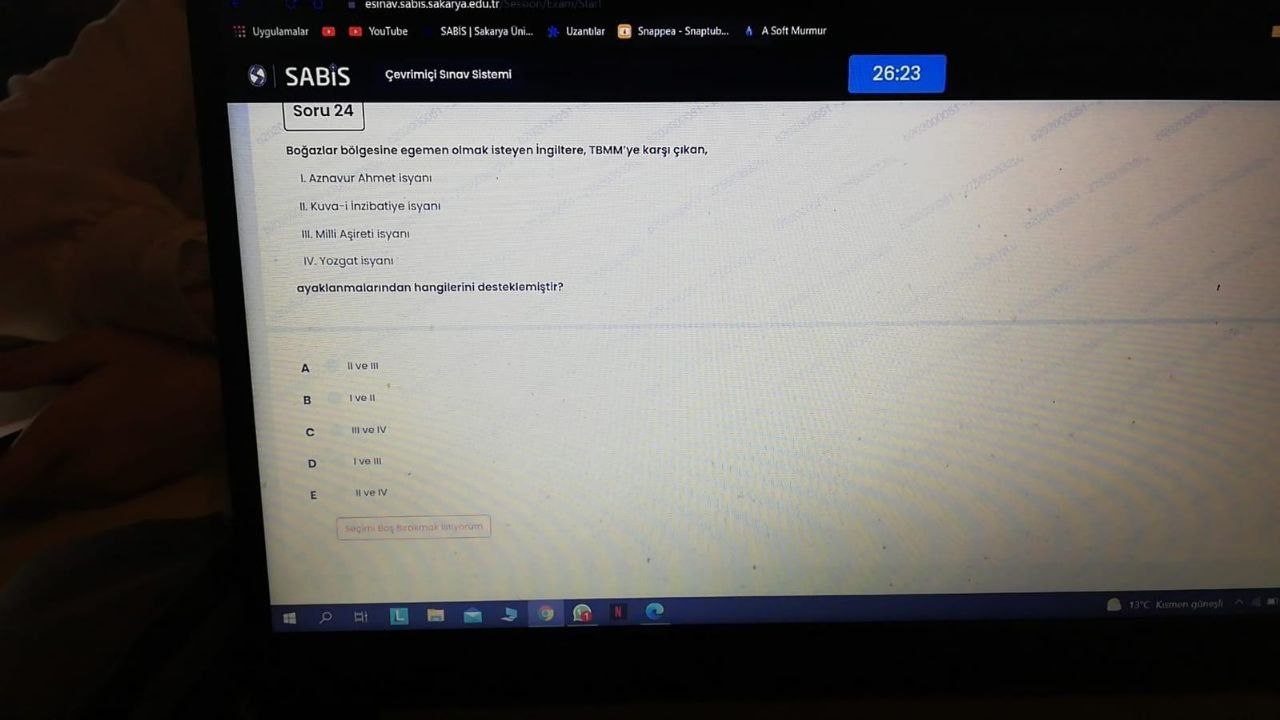 esinav.sabis.sakarya.edu.tr/Session/Exam/Start
Uygulamalar YouTube SABİS | Sakarya Üni... Uzantılar Snappea - Snaptub... A Soft Murmur
SABİS Çevrimiçi Sınav Sistemi 26:23
Soru 24
Boğazlar bölgesine egemen olmak isteyen İngiltere, TBMM'ye karşı çıkan,
I. Aznavur Ahmet isyanı
II. Kuva-i İnzibatiye isyanı
III. Milli Aşireti isyanı
IV. Yozgat isyanı
ayaklanmalarından hangilerini desteklemiştir?
A II ve III
B I ve II
C III ve IV
D I ve III
E II ve IV
Seçimi Boş Bırakmak İstiyorum
13°C Kısmen güneşli